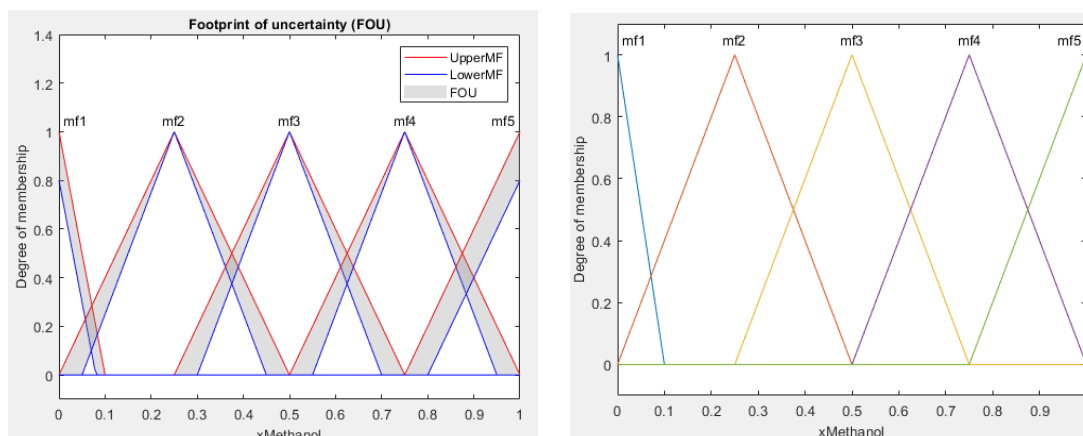 Footprint of uncertainty (FOU)
1.4
1.2
1
0.8
0.6
0.4
0.2
0
Degree of membership
UpperMF
LowerMF
FOU
mf1 mf2 mf3 mf4 mf5
0 0.1 0.2 0.3 0.4 0.5 0.6 0.7 0.8 0.9 1
xMethanol
mf1 mf2 mf3 mf4 mf5
1
0.8
0.6
0.4
0.2
0
Degree of membership
0 0.1 0.2 0.3 0.4 0.5 0.6 0.7 0.8 0.9
xMethanol